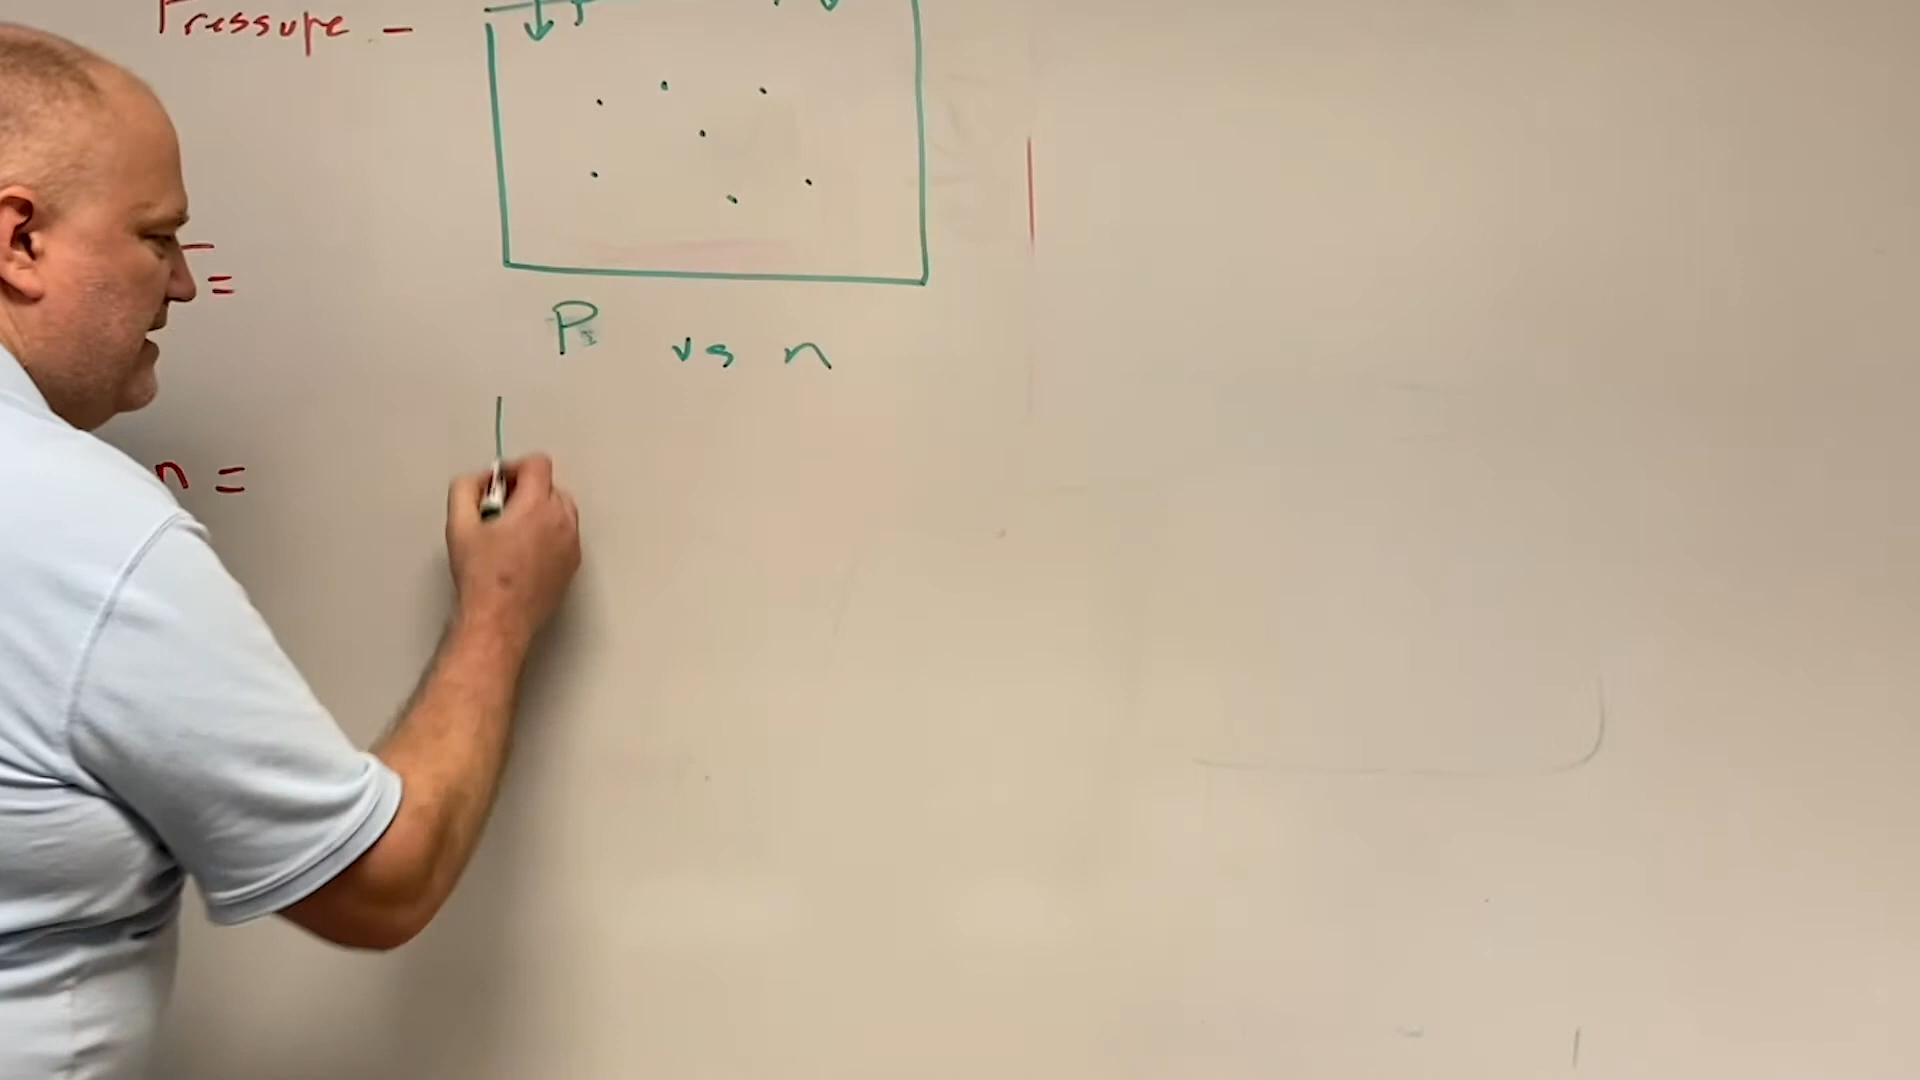 Pressure -
=
P vs n
n =